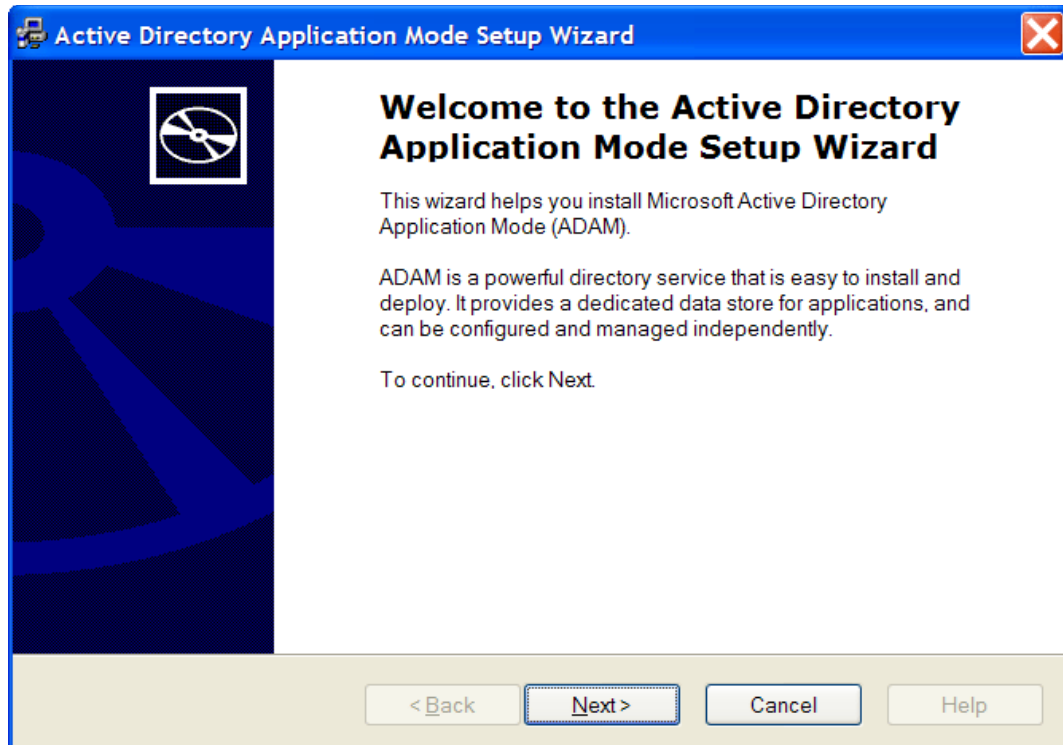 Active Directory Application Mode Setup Wizard
Welcome to the Active Directory
Application Mode Setup Wizard
This wizard helps you install Microsoft Active Directory
Application Mode (ADAM).
ADAM is a powerful directory service that is easy to install and
deploy. It provides a dedicated data store for applications, and
can be configured and managed independently.
To continue, click Next.
< Back Next > Cancel Help